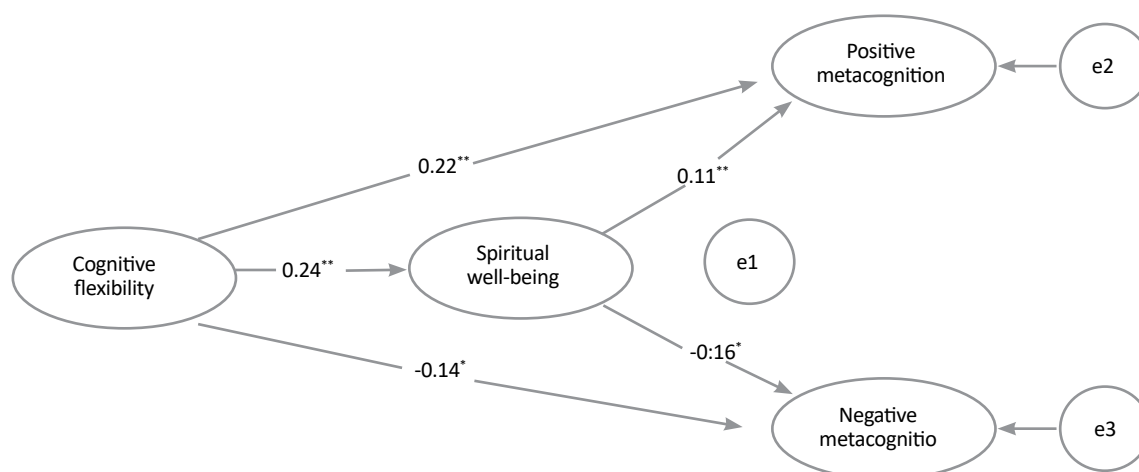 Positive
metacognition
e2
0.22**
0.11**
Cognitive
flexibility
0.24**
Spiritual
well-being
e1
-0.14*
-0:16*
Negative
metacognitio
e3